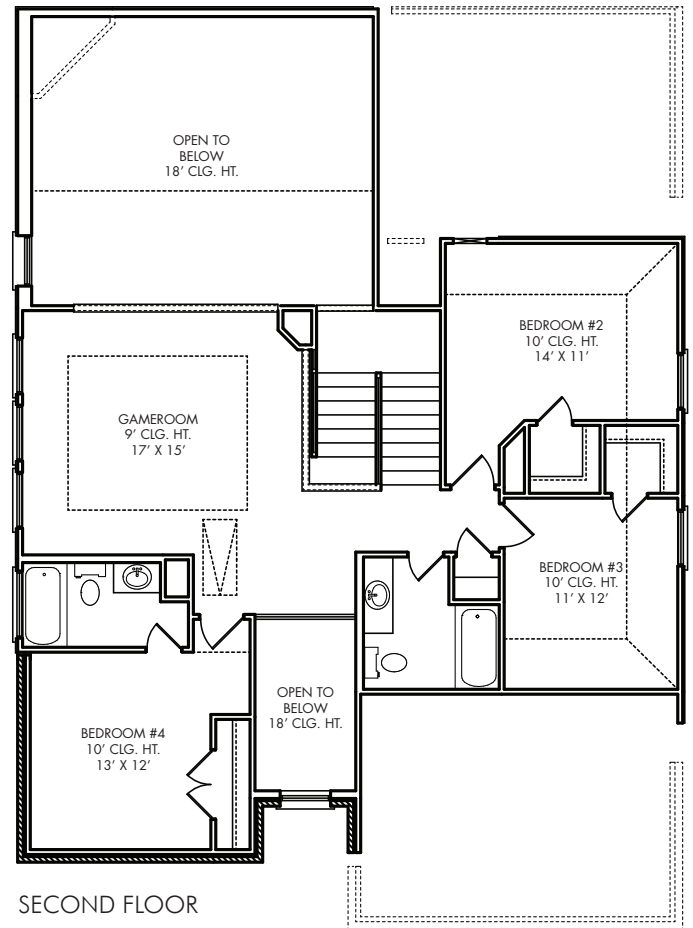 OPEN TO
BELOW
18' CLG. HT.
BEDROOM #2
10' CLG. HT.
14' X 11'
GAMEROOM
9' CLG. HT.
17' X 15'
BEDROOM #3
10' CLG. HT.
11' X 12'
OPEN TO
BELOW
18' CLG. HT.
BEDROOM #4
10' CLG. HT.
13' X 12'
SECOND FLOOR